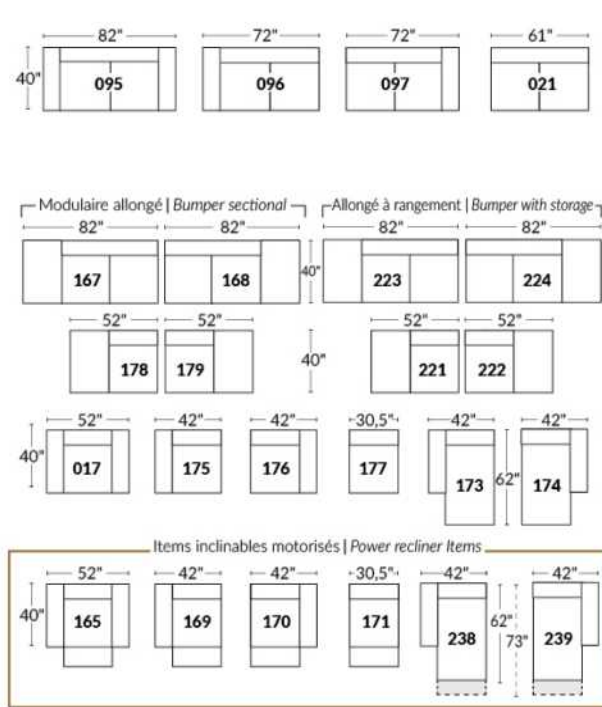 82" 72" 72" 61"
40" 095 096 097 021
Modulaire allongé | Bumper sectional Allongé à rangement | Bumper with storage
82" 82" 82" 82"
167 168 40" 223 224
52" 52" 52" 52"
178 179 40" 221 222
52" 42" 42" 30,5" 42" 42"
40" 017 175 176 177 173 62" 174
Items inclinables motorisés | Power recliner Items
52" 42" 42" 30,5" 42" 42"
40" 165 169 170 171 238 62" 73" 239